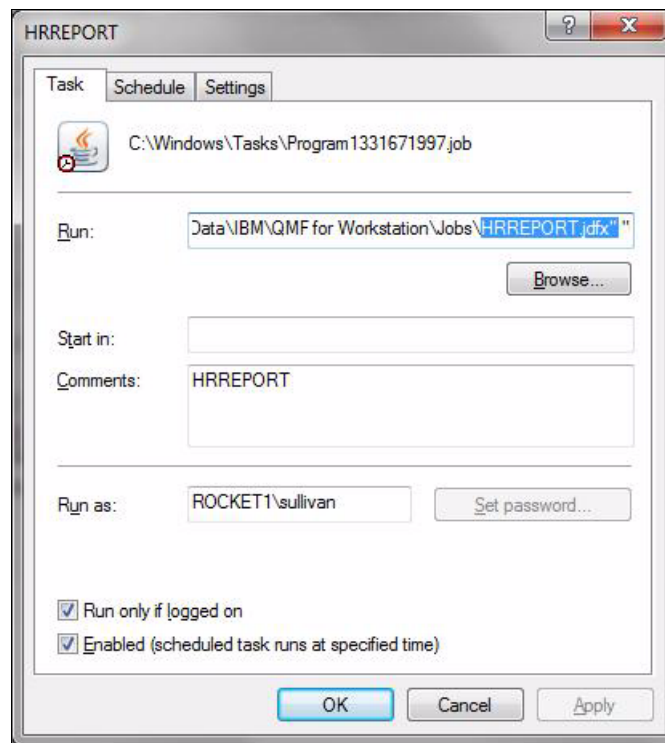 HRREPORT
Task Schedule Settings
C:\Windows\Tasks\Program1331671997.job
Run: Data\IBM\QMF for Workstation\Jobs\HRREPORT.jdfx" "
Browse...
Start in:
Comments: HRREPORT
Run as: ROCKET1\sullivan Set password...
Run only if logged on
Enabled (scheduled task runs at specified time)
OK Cancel Apply